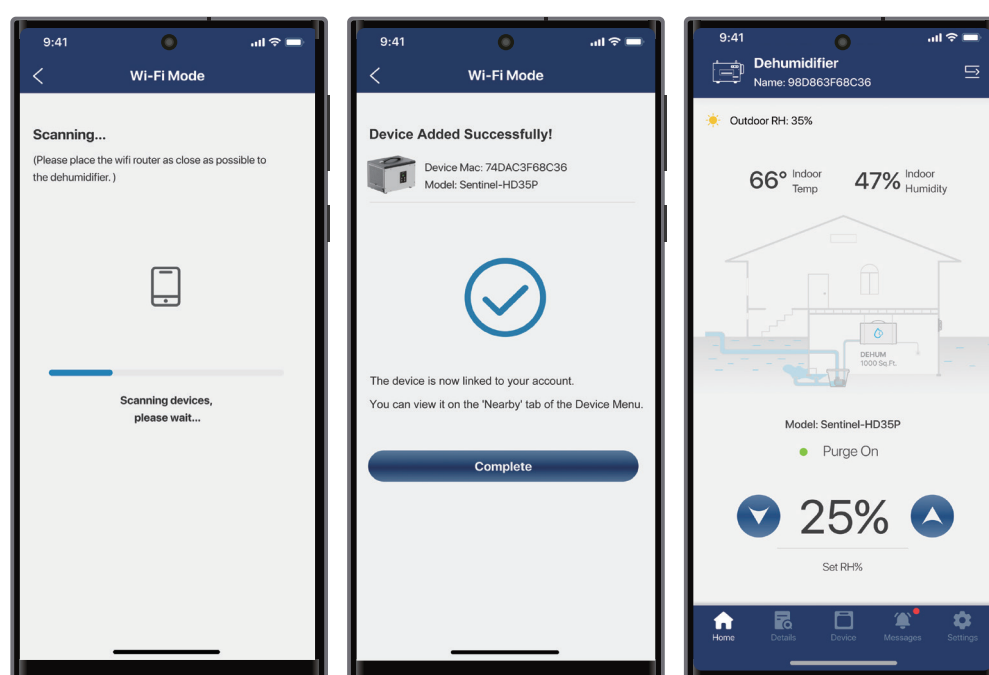 9:41
Wi-Fi Mode
Scanning...
(Please place the wifi router as close as possible to
the dehumidifier. )
Scanning devices,
please wait...
9:41
Wi-Fi Mode
Device Added Successfully!
Device Mac: 74DAC3F68C36
Model: Sentinel-HD35P
The device is now linked to your account.
You can view it on the 'Nearby' tab of the Device Menu.
Complete
9:41
Dehumidifier
Name: 98D863F68C36
Outdoor RH: 35%
66° Indoor Temp
47% Indoor Humidity
DEHUM
1000 Sq.Ft.
Model: Sentinel-HD35P
Purge On
25%
Set RH%
Home Details Device Messages Settings